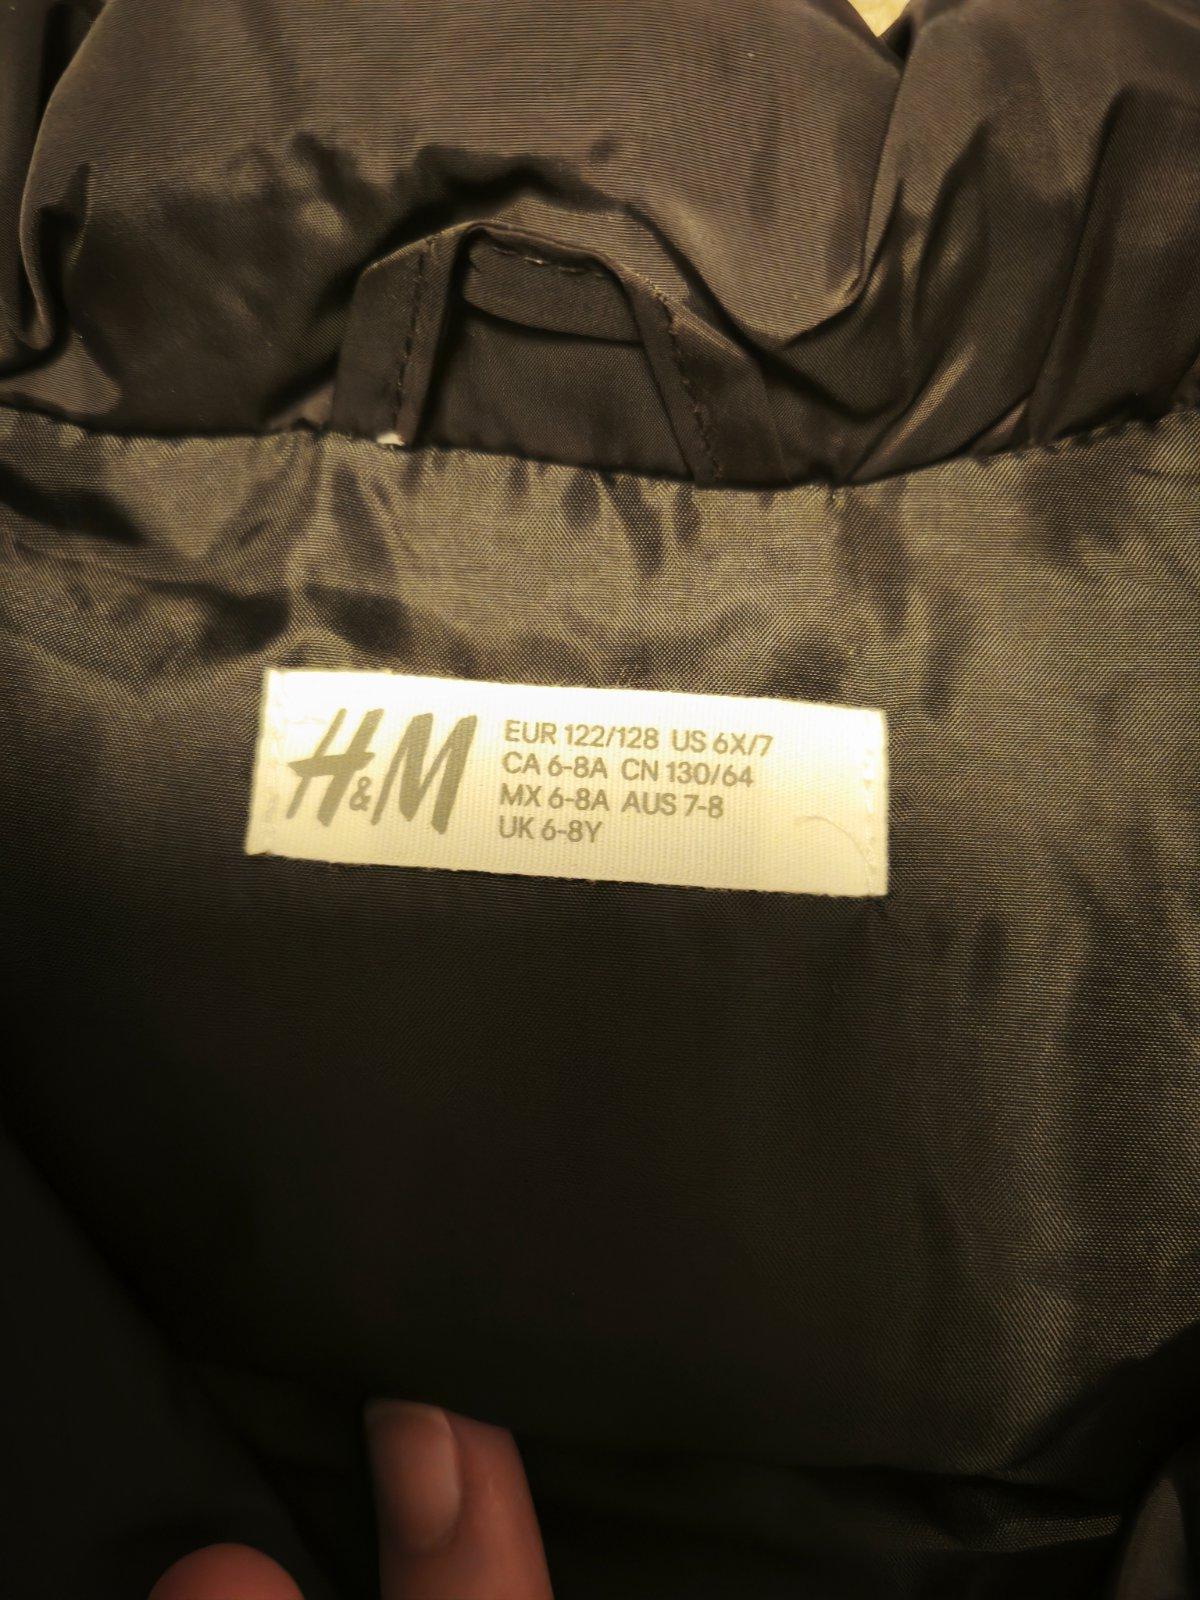 H&M
EUR 122/128 US 6X/7
CA 6-8A CN 130/64
MX 6-8A AUS 7-8
UK 6-8Y